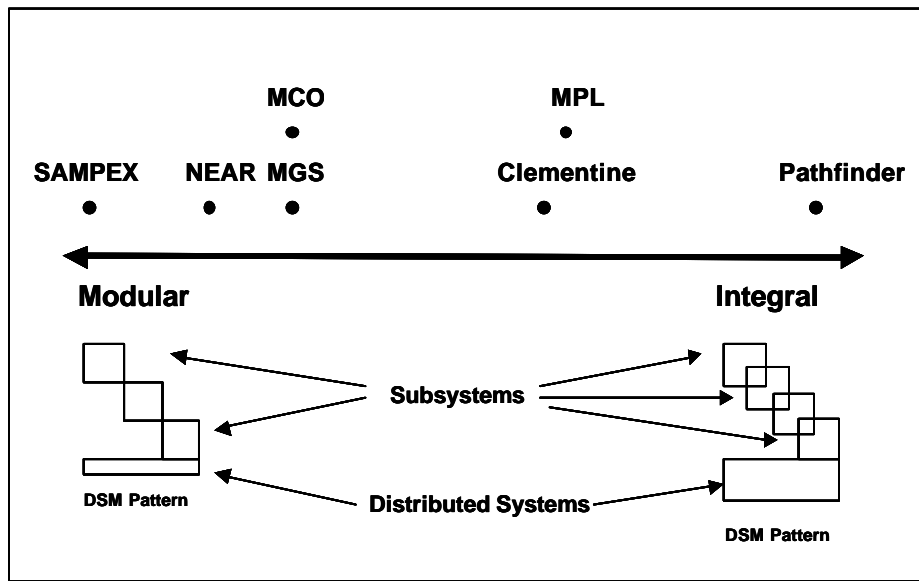 MCO MPL
SAMPEX NEAR MGS Clementine Pathfinder
Modular Integral
Subsystems
DSM Pattern Distributed Systems
DSM Pattern